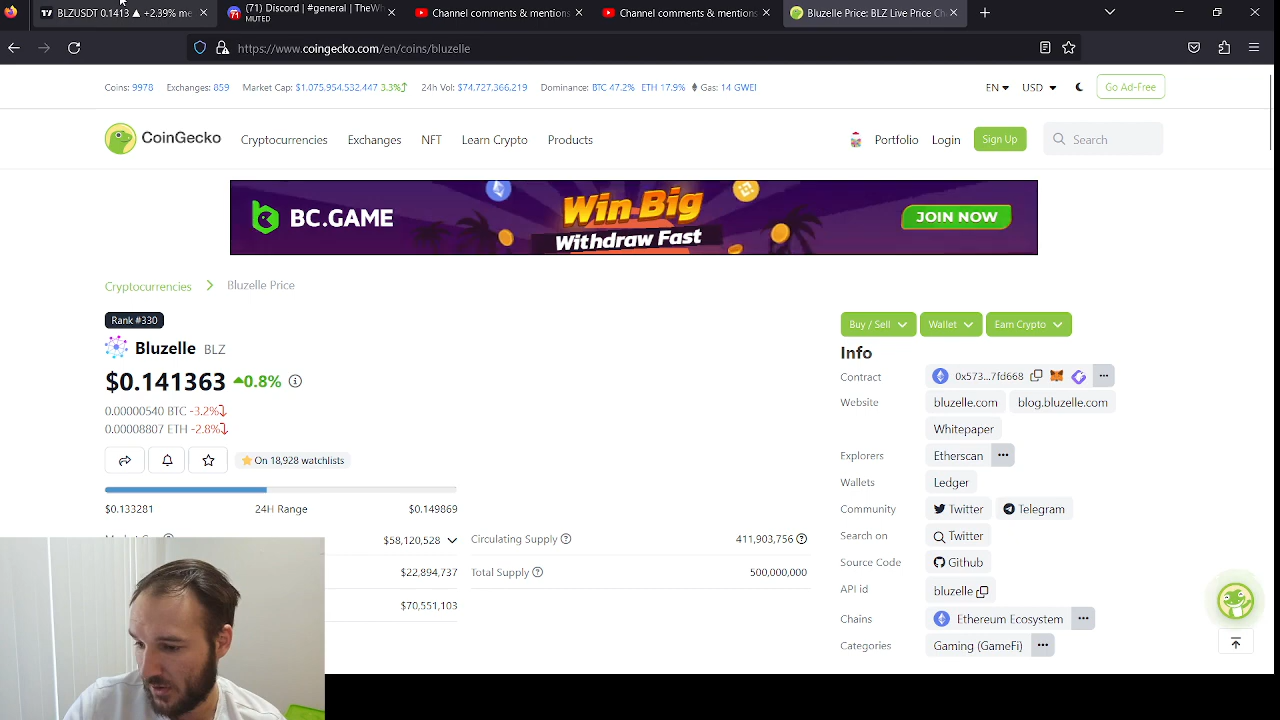 BLZUSDT 0.1413 ▲ +2.39%
(71) Discord | #general | TheWh
MUTED
Channel comments & mentions
Channel comments & mentions
Bluzelle Price: BLZ Live Price Ch
https://www.coingecko.com/en/coins/bluzelle
Coins: 9978 Exchanges: 859 Market Cap: $1.075.954.532.447 3.3% 24h Vol: $74.727.366.219 Dominance: BTC 47.2% ETH 17.9% Gas: 14 GWEI
EN USD Go Ad-Free
CoinGecko Cryptocurrencies Exchanges NFT Learn Crypto Products Portfolio Login Sign Up Search
BC.GAME
Win Big
Withdraw Fast
JOIN NOW
Cryptocurrencies Bluzelle Price
Rank #330
Bluzelle BLZ
$0.141363 0.8%
0.00000540 BTC -3.2%
0.00008807 ETH -2.8%
On 18,928 watchlists
$0.133281 24H Range $0.149869
$58,120,528
$22,894,737
$70,551,103
Circulating Supply 411,903,756
Total Supply 500,000,000
Buy / Sell Wallet Earn Crypto
Info
Contract 0x573...7fd668
Website bluzelle.com blog.bluzelle.com
Whitepaper
Explorers Etherscan
Wallets Ledger
Community Twitter Telegram
Search on Twitter
Source Code Github
API id bluzelle
Chains Ethereum Ecosystem
Categories Gaming (GameFi)